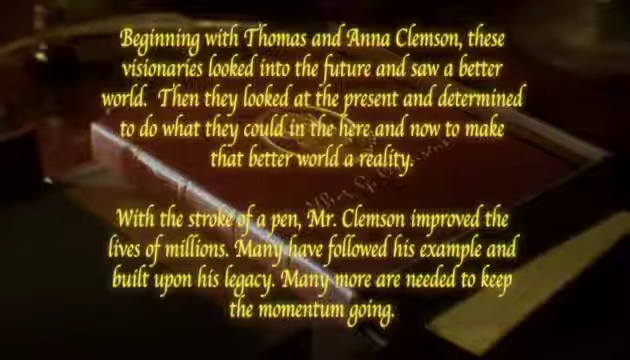 Beginning with Thomas and Anna Clemson, these
visionaries looked into the future and saw a better
world. Then they looked at the present and determined
to do what they could in the here and now to make
that better world a reality.
With the stroke of a pen, Mr. Clemson improved the
lives of millions. Many have followed his example and
built upon his legacy. Many more are needed to keep
the momentum going.